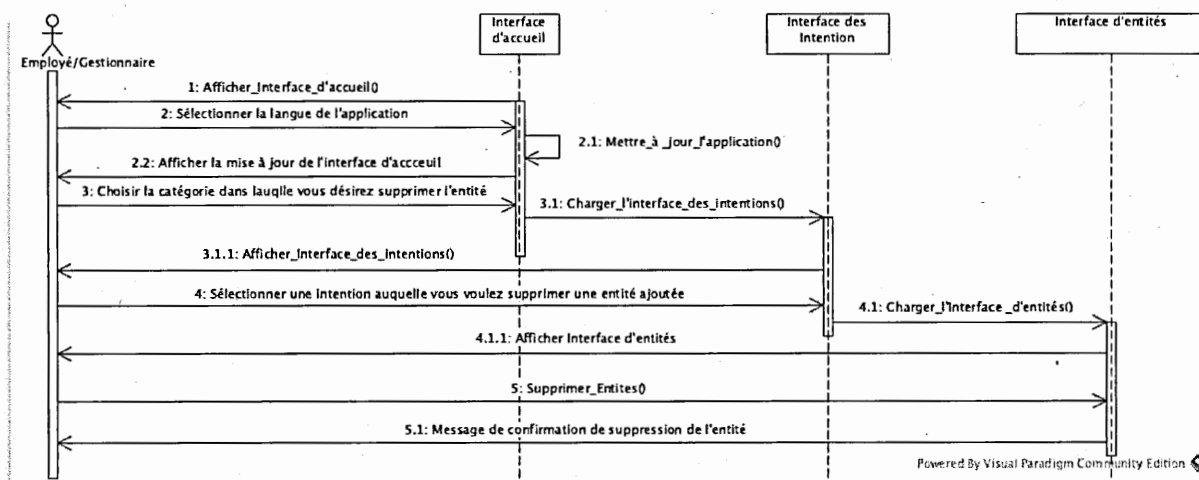 Interface
d'accueil
Interface des
Intention
Interface d'entités
Employé/Gestionnaire
1: Afficher_Interface_d'accueil()
2: Sélectionner la langue de l'application
2.1: Mettre_à _jour_l'application()
2.2: Afficher la mise à jour de l'interface d'accceuil
3: Choisir la catégorie dans lauqlle vous désirez supprimer l'entité
3.1: Charger_l'interface_des_intentions()
3.1.1: Afficher_Interface_des_Intentions()
4: Sélectionner une intention auquelle vous voulez supprimer une entité ajoutée
4.1: Charger_l'Interface _d'entités()
4.1.1: Afficher Interface d'entités
5: Supprimer_Entites()
5.1: Message de confirmation de suppression de l'entité
Powered By Visual Paradigm Community Edition